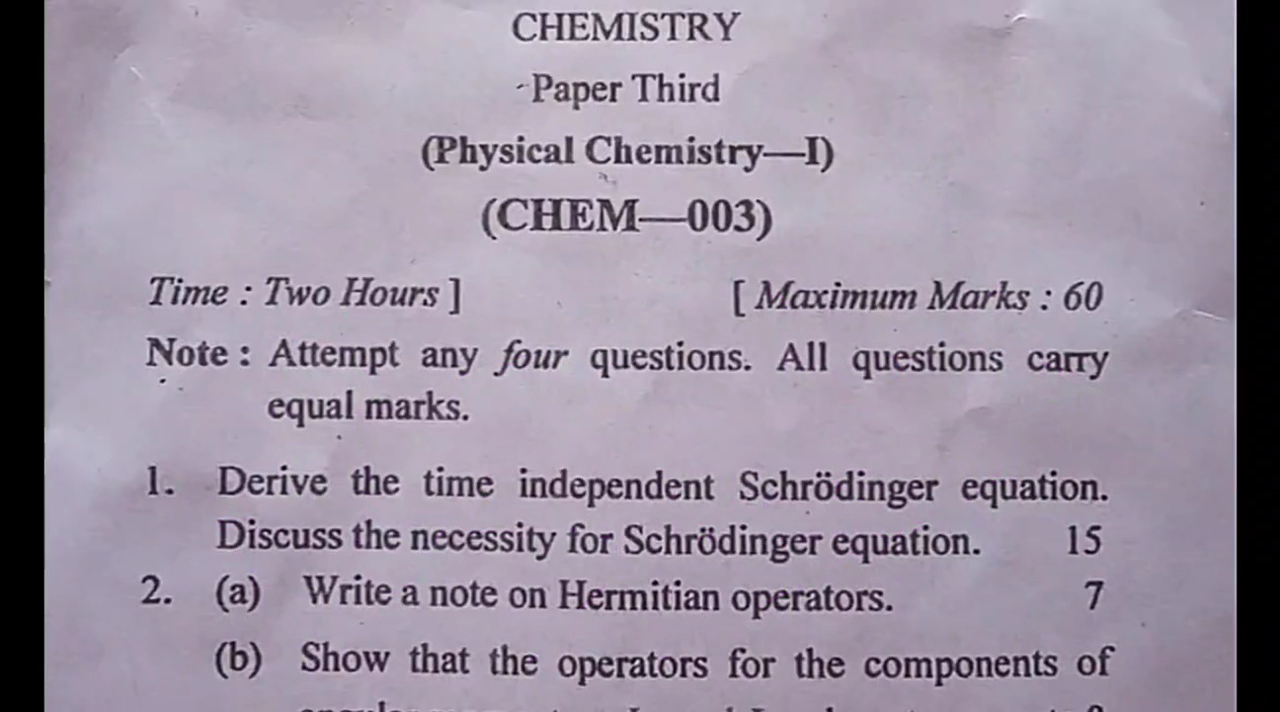 CHEMISTRY
Paper Third
(Physical Chemistry—I)
(CHEM—003)
Time : Two Hours ] [ Maximum Marks : 60
Note : Attempt any four questions. All questions carry
equal marks.
1. Derive the time independent Schrödinger equation.
Discuss the necessity for Schrödinger equation. 15
2. (a) Write a note on Hermitian operators. 7
(b) Show that the operators for the components of